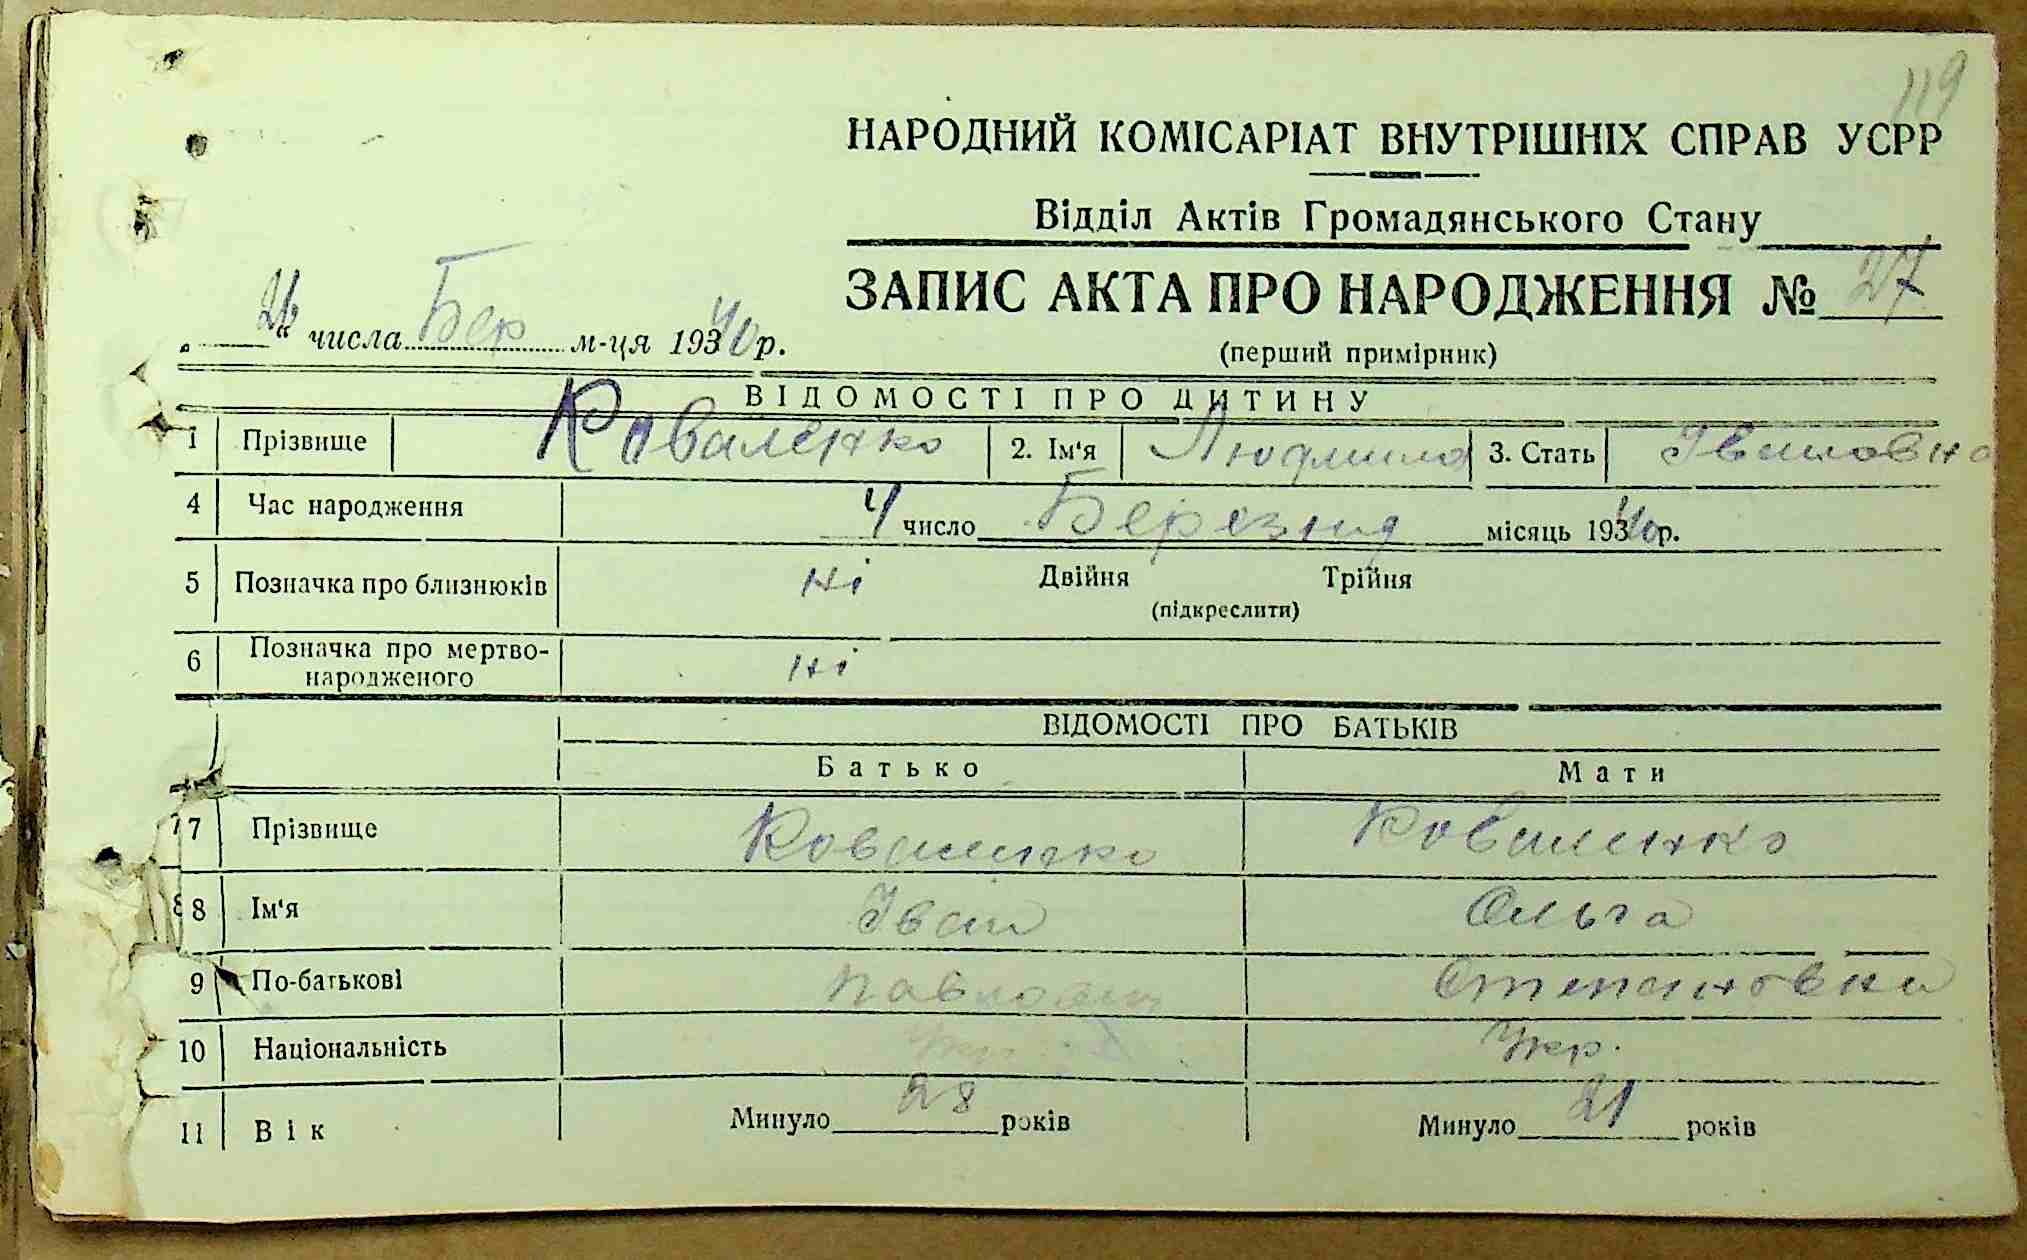 119
НАРОДНИЙ КОМІСАРІАТ ВНУТРІШНІХ СПРАВ УСРР
Відділ Актів Громадянського Стану
ЗАПИС АКТА ПРО НАРОДЖЕННЯ № 27
„26“ числа Бер м-ця 1940 р.
(перший примірник)
ВІДОМОСТІ ПРО ДИТИНУ
1 Прізвище Коваленко 2. Ім'я Людмила 3. Стать Івановна
4 Час народження 4 число Березня місяць 1940 р.
5 Позначка про близнюків ні Двійня Трійня
(підкреслити)
6 Позначка про мертво-
народженого ні
ВІДОМОСТІ ПРО БАТЬКІВ
Батько Мати
7 Прізвище Коваленко Коваленко
8 Ім'я Іван Ольга
9 По-батькові Павлович Степановна
10 Національність Укр. Укр.
11 Вік Минуло 28 років Минуло 21 років